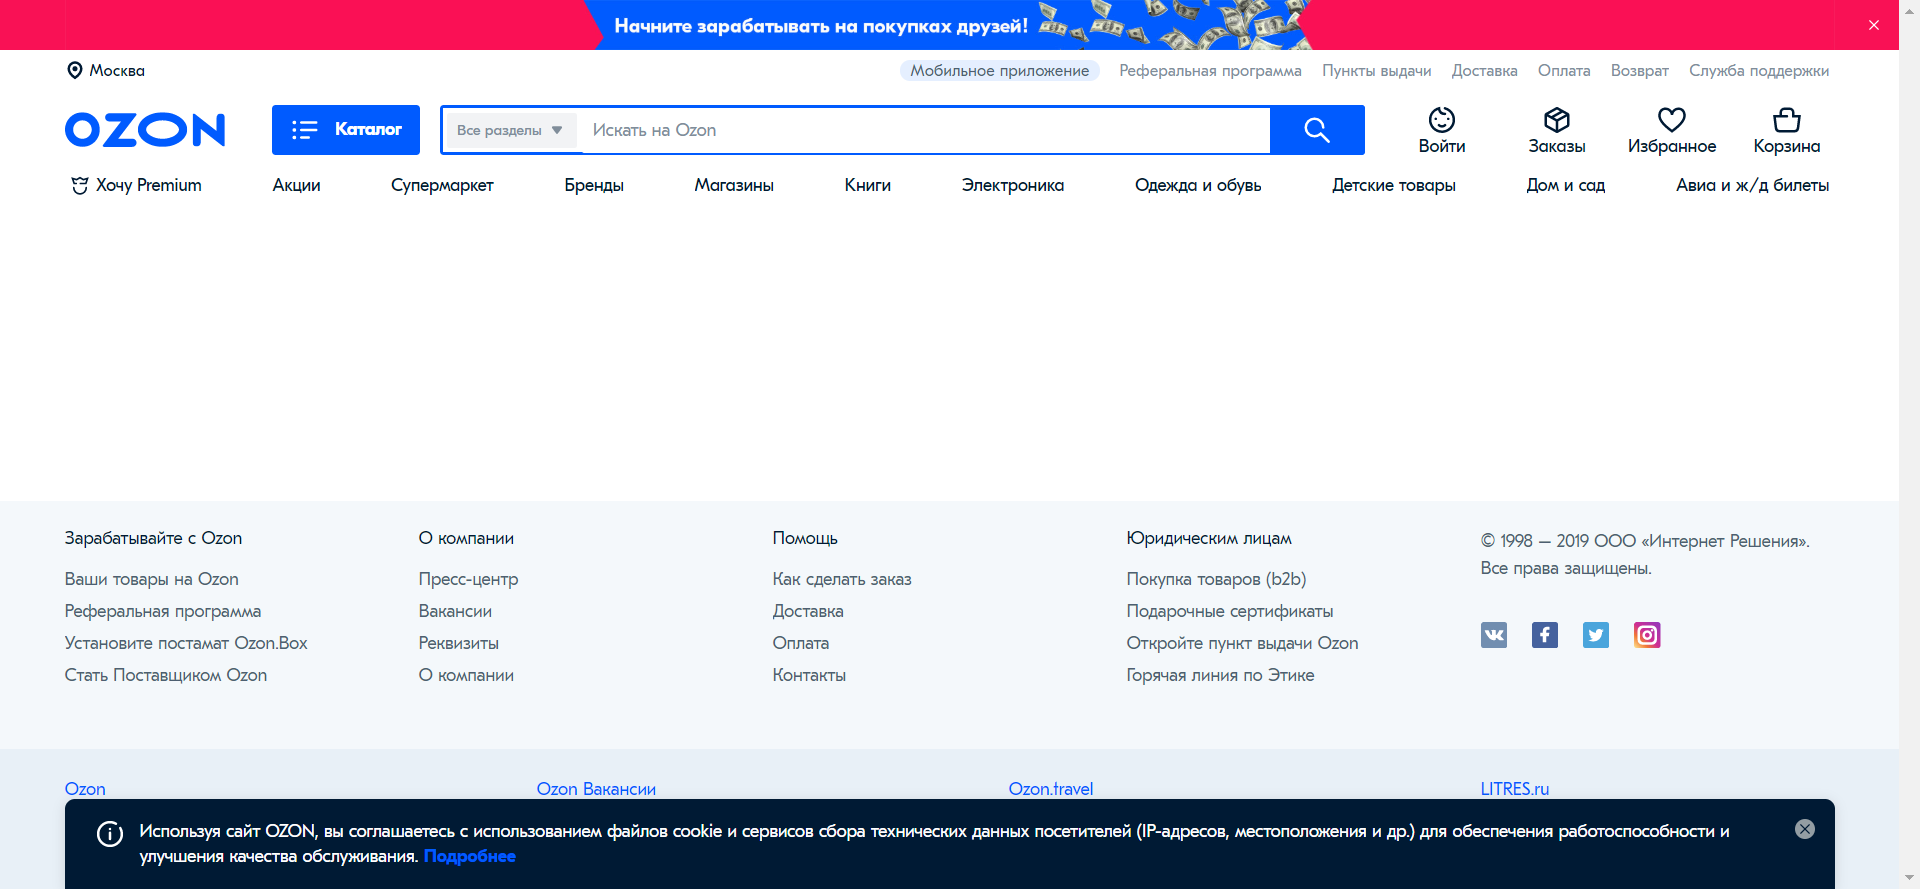 Начните зарабатывать на покупках друзей!
Москва
Мобильное приложение Реферальная программа Пункты выдачи Доставка Оплата Возврат Служба поддержки
OZON
Каталог
Все разделы
Искать на Ozon
Войти
Заказы
Избранное
Корзина
Хочу Premium Акции Супермаркет Бренды Магазины Книги Электроника Одежда и обувь Детские товары Дом и сад Авиа и ж/д билеты
Зарабатывайте с Ozon
Ваши товары на Ozon
Реферальная программа
Установите постамат Ozon.Box
Стать Поставщиком Ozon
О компании
Пресс-центр
Вакансии
Реквизиты
О компании
Помощь
Как сделать заказ
Доставка
Оплата
Контакты
Юридическим лицам
Покупка товаров (b2b)
Подарочные сертификаты
Откройте пункт выдачи Ozon
Горячая линия по Этике
© 1998 – 2019 ООО «Интернет Решения».
Все права защищены.
Ozon
Ozon Вакансии
Ozon.travel
LITRES.ru
Используя сайт OZON, вы соглашаетесь с использованием файлов cookie и сервисов сбора технических данных посетителей (IP-адресов, местоположения и др.) для обеспечения работоспособности и
улучшения качества обслуживания. Подробнее